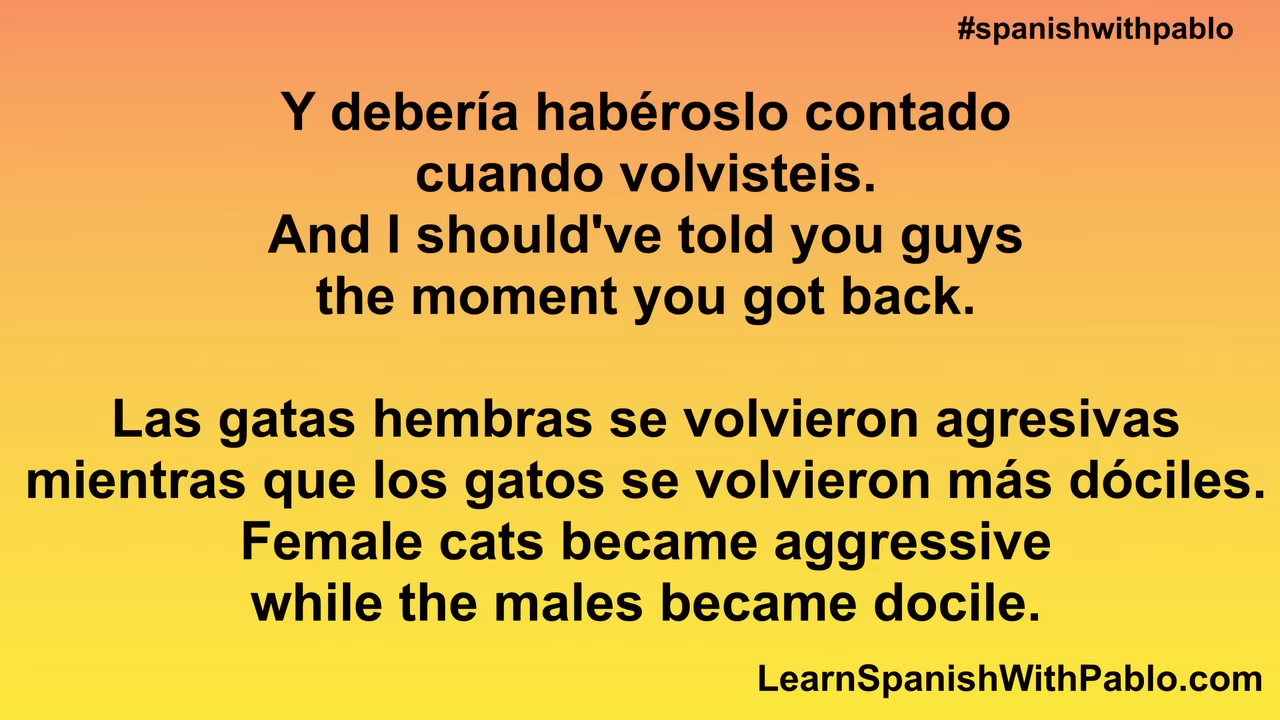 #spanishwithpablo
Y debería habéroslo contado
cuando volvisteis.
And I should've told you guys
the moment you got back.
Las gatas hembras se volvieron agresivas
mientras que los gatos se volvieron más dóciles.
Female cats became aggressive
while the males became docile.
LearnSpanishWithPablo.com